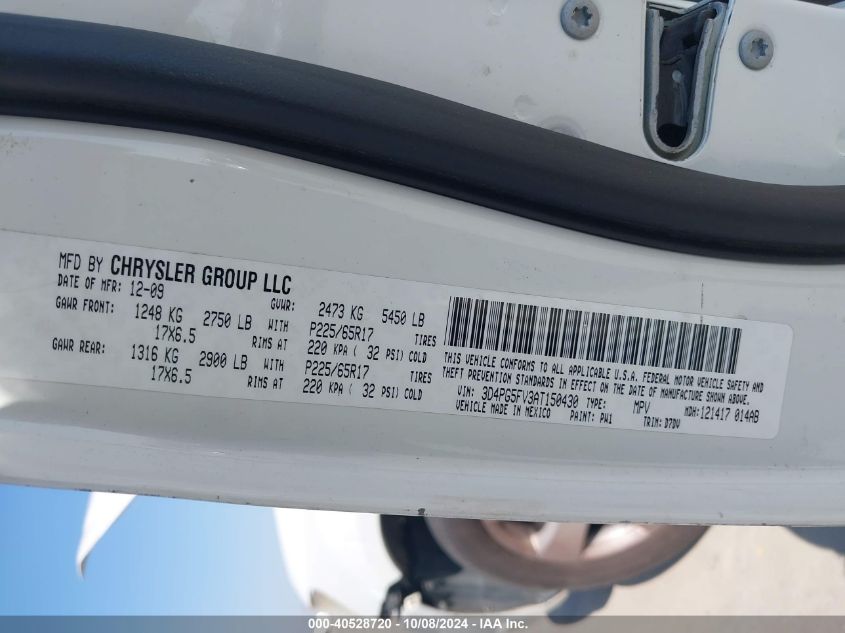 MFD BY CHRYSLER GROUP LLC
DATE OF MFR: 12-09 GVWR: 2473 KG 5450 LB
GAWR FRONT: 1248 KG 2750 LB WITH P225/65R17 TIRES
17X6.5 RIMS AT 220 KPA ( 32 PSI) COLD
GAWR REAR: 1316 KG 2900 LB WITH P225/65R17 TIRES
17X6.5 RIMS AT 220 KPA ( 32 PSI) COLD
THIS VEHICLE CONFORMS TO ALL APPLICABLE U.S.A. FEDERAL MOTOR VEHICLE SAFETY AND
THEFT PREVENTION STANDARDS IN EFFECT ON THE DATE OF MANUFACTURE SHOWN ABOVE.
VIN: 3D4PG5FV3AT150430 TYPE: MPV MDH:121417 014AB
VEHICLE MADE IN MEXICO PAINT: PW1 TRIM: D7DV
000-40528720 - 10/08/2024 - IAA Inc.